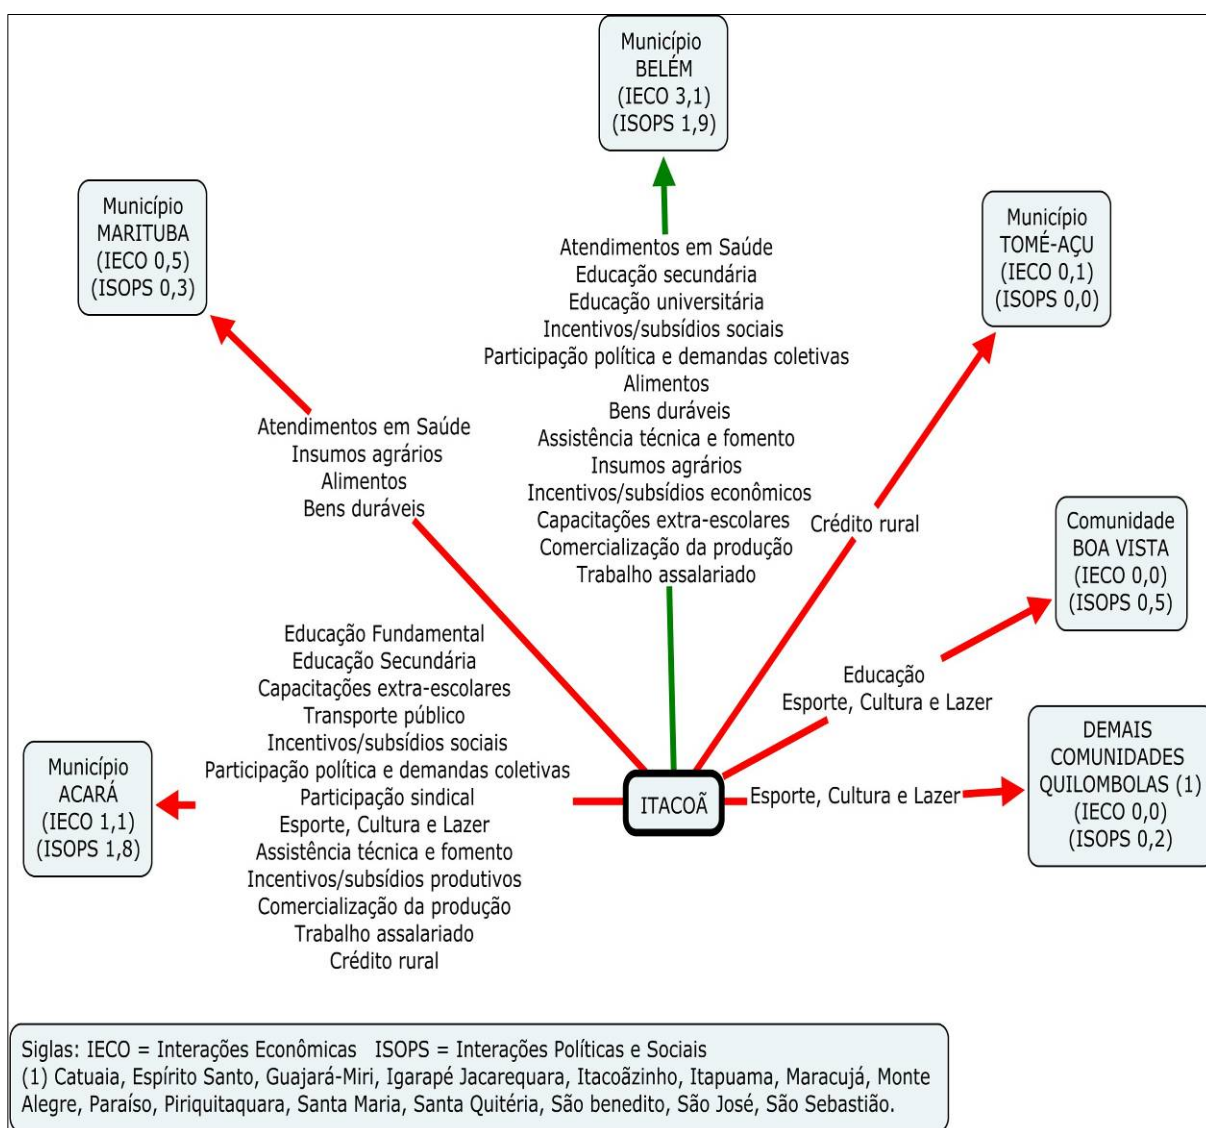 Município
BELÉM
(IECO 3,1)
(ISOPS 1,9)
Município
MARITUBA
(IECO 0,5)
(ISOPS 0,3)
Município
TOMÉ-AÇU
(IECO 0,1)
(ISOPS 0,0)
Atendimentos em Saúde
Educação secundária
Educação universitária
Incentivos/subsídios sociais
Participação política e demandas coletivas
Alimentos
Bens duráveis
Assistência técnica e fomento
Insumos agrários
Incentivos/subsídios econômicos
Capacitações extra-escolares
Comercialização da produção
Trabalho assalariado
Atendimentos em Saúde
Insumos agrários
Alimentos
Bens duráveis
Crédito rural
Comunidade
BOA VISTA
(IECO 0,0)
(ISOPS 0,5)
Educação
Esporte, Cultura e Lazer
Educação Fundamental
Educação Secundária
Capacitações extra-escolares
Transporte público
Incentivos/subsídios sociais
Participação política e demandas coletivas
Participação sindical
Esporte, Cultura e Lazer
Assistência técnica e fomento
Incentivos/subsídios produtivos
Comercialização da produção
Trabalho assalariado
Crédito rural
Município
ACARÁ
(IECO 1,1)
(ISOPS 1,8)
ITACOÃ
Esporte, Cultura e Lazer
DEMAIS
COMUNIDADES
QUILOMBOLAS (1)
(IECO 0,0)
(ISOPS 0,2)
Siglas: IECO = Interações Econômicas ISOPS = Interações Políticas e Sociais
(1) Catuaia, Espírito Santo, Guajará-Miri, Igarapé Jacarequara, Itacoãzinho, Itapuama, Maracujá, Monte
Alegre, Paraíso, Piriquitaquara, Santa Maria, Santa Quitéria, São benedito, São José, São Sebastião.